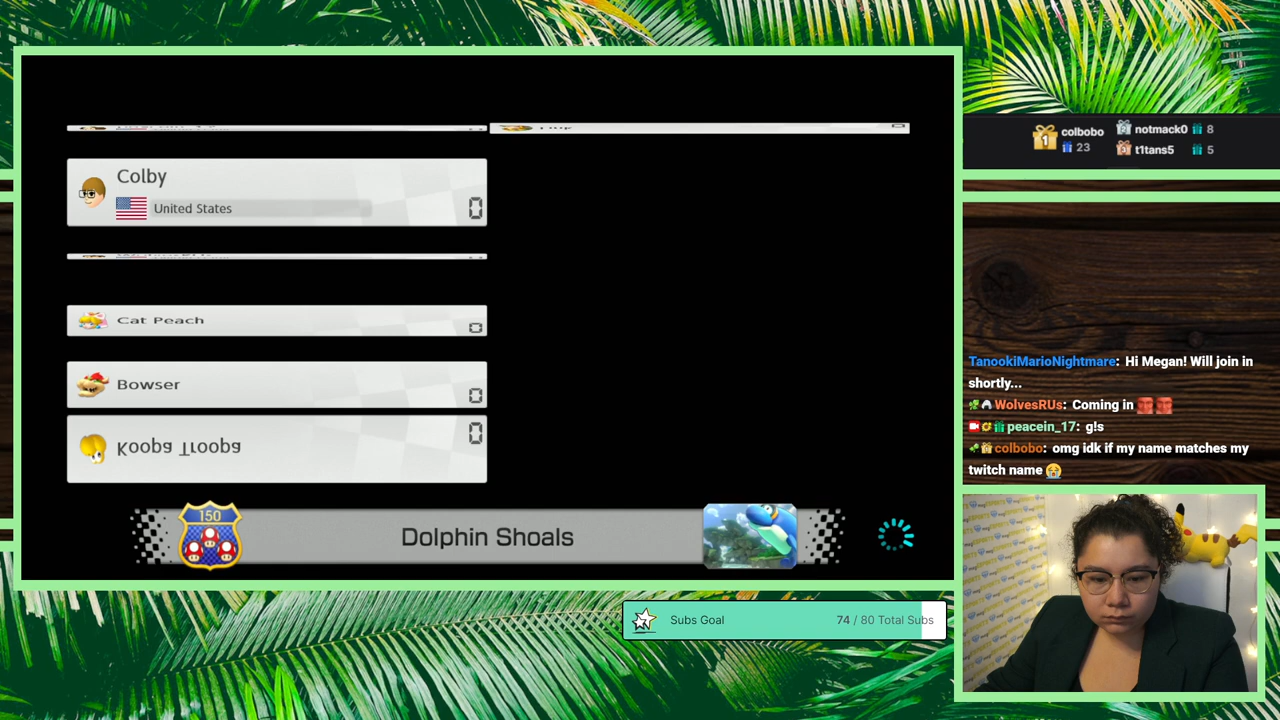 Colby
United States
0
Cat Peach
0
Bowser
0
Koopa Troopa
0
150
Dolphin Shoals
colbobo
23
notmack0 8
t1tans5 5
TanookiMarioNightmare: Hi Megan! Will join in
shortly...
WolvesRUs: Coming in
peacein_17: g!s
colbobo: omg idk if my name matches my
twitch name
Subs Goal
74 / 80 Total Subs